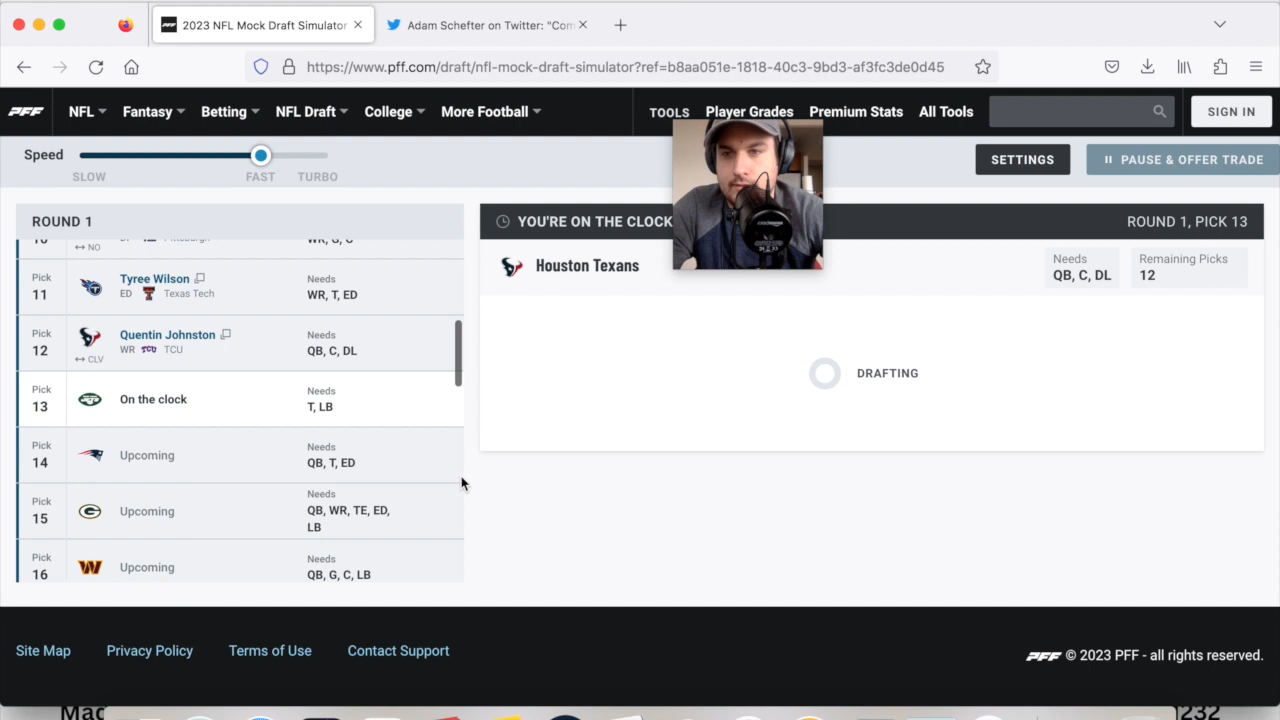 2023 NFL Mock Draft Simulator
Adam Schefter on Twitter: "Com
https://www.pff.com/draft/nfl-mock-draft-simulator?ref=b8aa051e-1818-40c3-9bd3-af3fc3de0d45
PFF NFL Fantasy Betting NFL Draft College More Football TOOLS Player Grades Premium Stats All Tools SIGN IN
Speed
SLOW FAST TURBO
SETTINGS
PAUSE & OFFER TRADE
ROUND 1
NO
WR, G, C
Pick
11
Tyree Wilson
ED Texas Tech
Needs
WR, T, ED
Pick
12
CLV
Quentin Johnston
WR TCU TCU
Needs
QB, C, DL
Pick
13
On the clock
Needs
T, LB
Pick
14
Upcoming
Needs
QB, T, ED
Pick
15
Upcoming
Needs
QB, WR, TE, ED,
LB
Pick
16
Upcoming
Needs
QB, G, C, LB
YOU'RE ON THE CLOCK
ROUND 1, PICK 13
Houston Texans
Needs
QB, C, DL
Remaining Picks
12
DRAFTING
Site Map Privacy Policy Terms of Use Contact Support
PFF © 2023 PFF - all rights reserved.